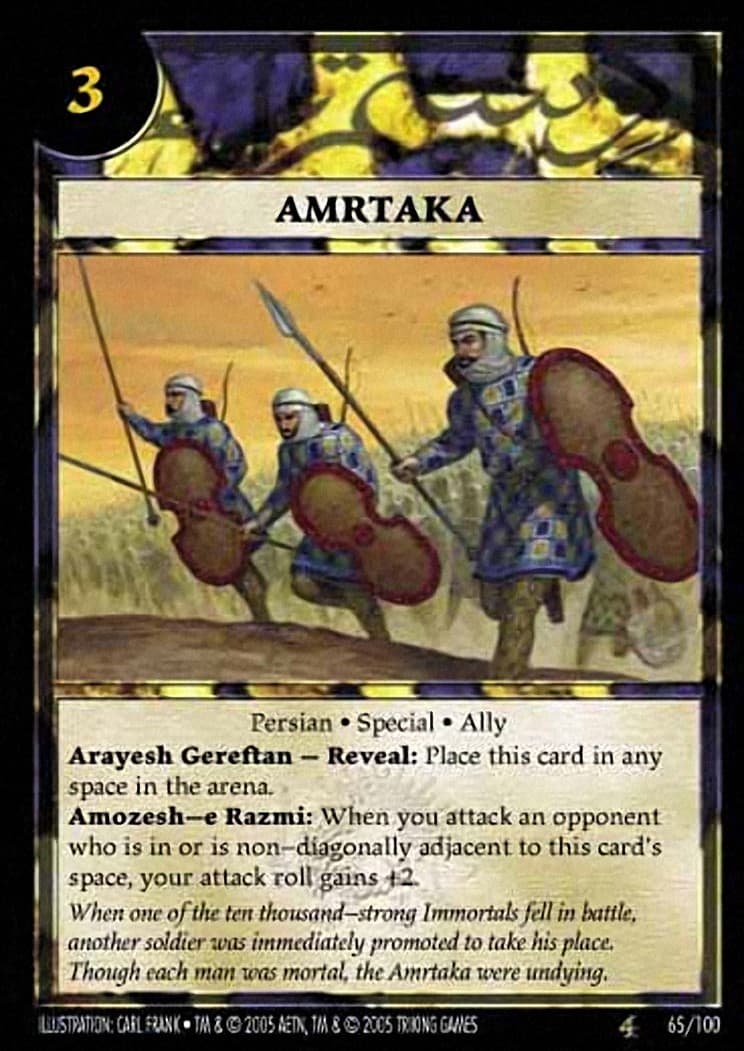 3
AMRTAKA
Persian • Special • Ally
Arayesh Gereftan – Reveal: Place this card in any
space in the arena.
Amozesh–e Razmi: When you attack an opponent
who is in or is non–diagonally adjacent to this card's
space, your attack roll gains +2.
When one of the ten thousand–strong Immortals fell in battle,
another soldier was immediately promoted to take his place.
Though each man was mortal, the Amrtaka were undying.
ILLUSTRATION: CARL FRANK • TM & © 2005 AETN, TM & © 2005 TRIKING GAMES 65/100